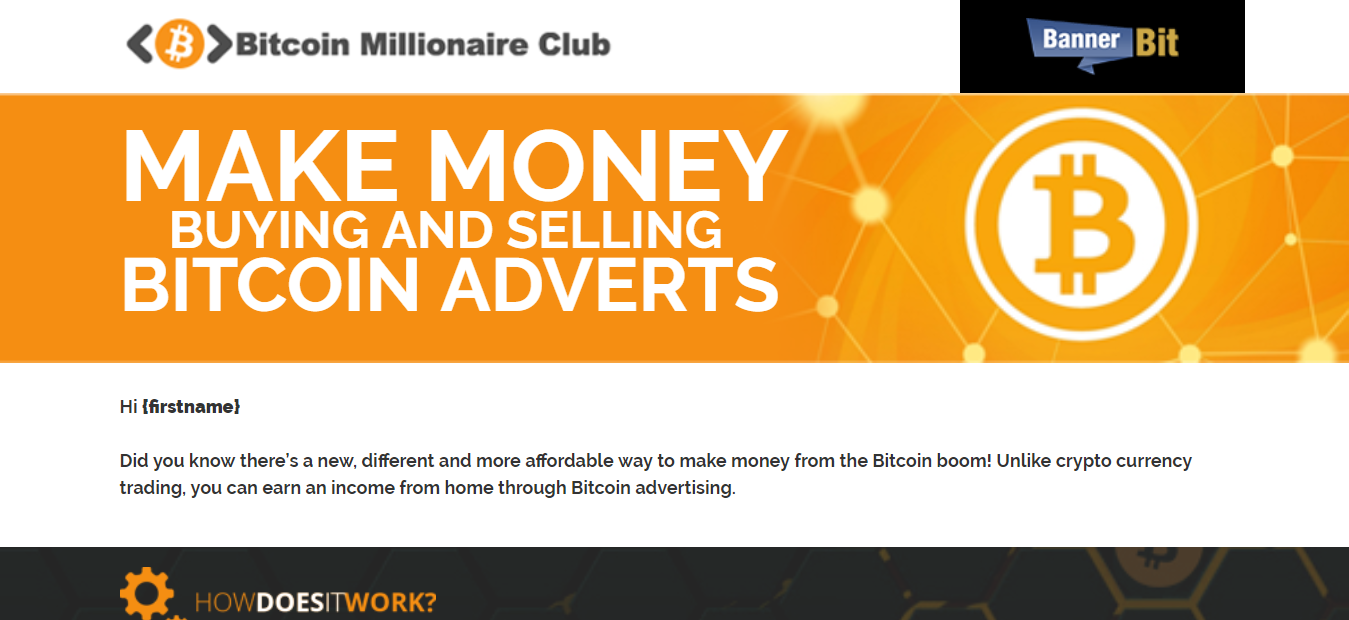 Bitcoin Millionaire Club
Banner Bit
MAKE MONEY
BUYING AND SELLING
BITCOIN ADVERTS
Hi {firstname}
Did you know there’s a new, different and more affordable way to make money from the Bitcoin boom! Unlike crypto currency
trading, you can earn an income from home through Bitcoin advertising.
HOWDOESITWORK?